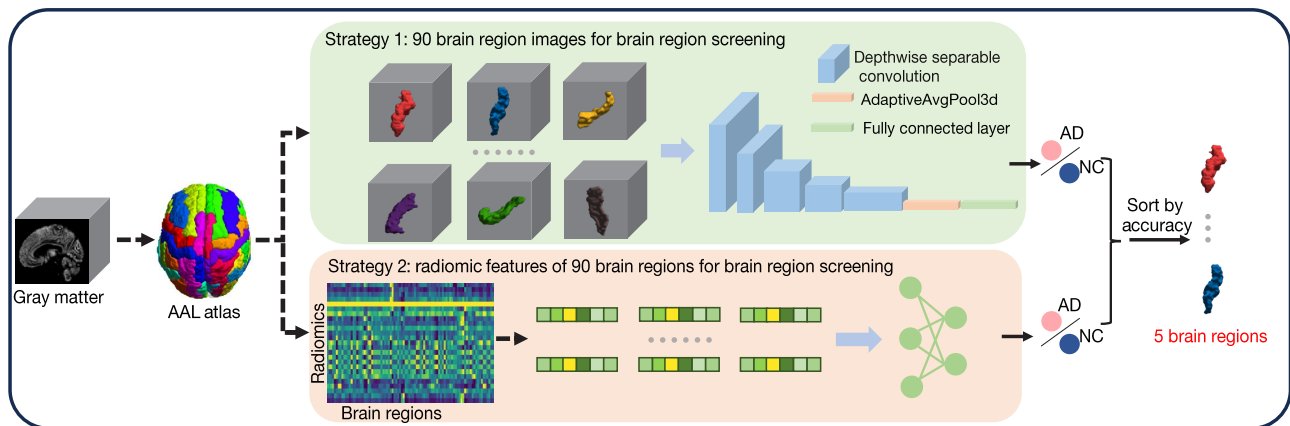 Strategy 1: 90 brain region images for brain region screening
Depthwise separable
convolution
AdaptiveAvgPool3d
Fully connected layer
Gray matter
AAL atlas
AD
NC
Sort by
accuracy
Strategy 2: radiomic features of 90 brain regions for brain region screening
Radiomics
Brain regions
AD
NC
5 brain regions